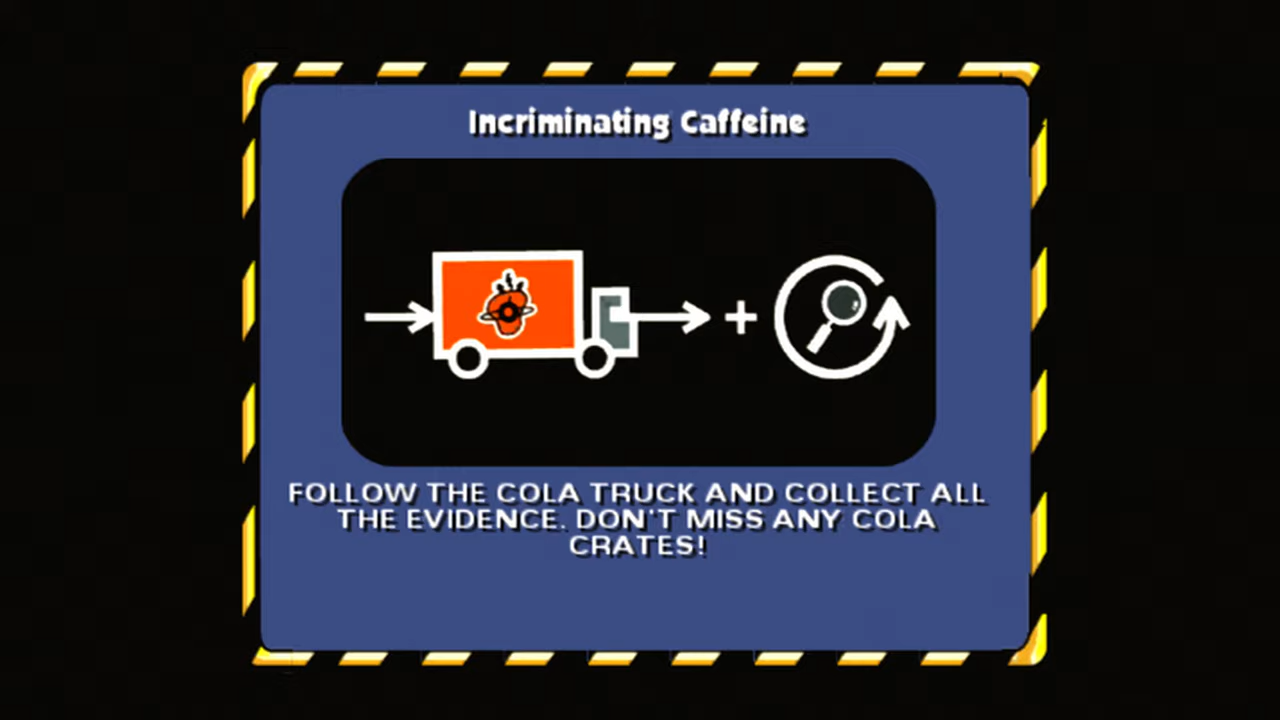 Incriminating Caffeine
FOLLOW THE COLA TRUCK AND COLLECT ALL
THE EVIDENCE. DON'T MISS ANY COLA
CRATES!